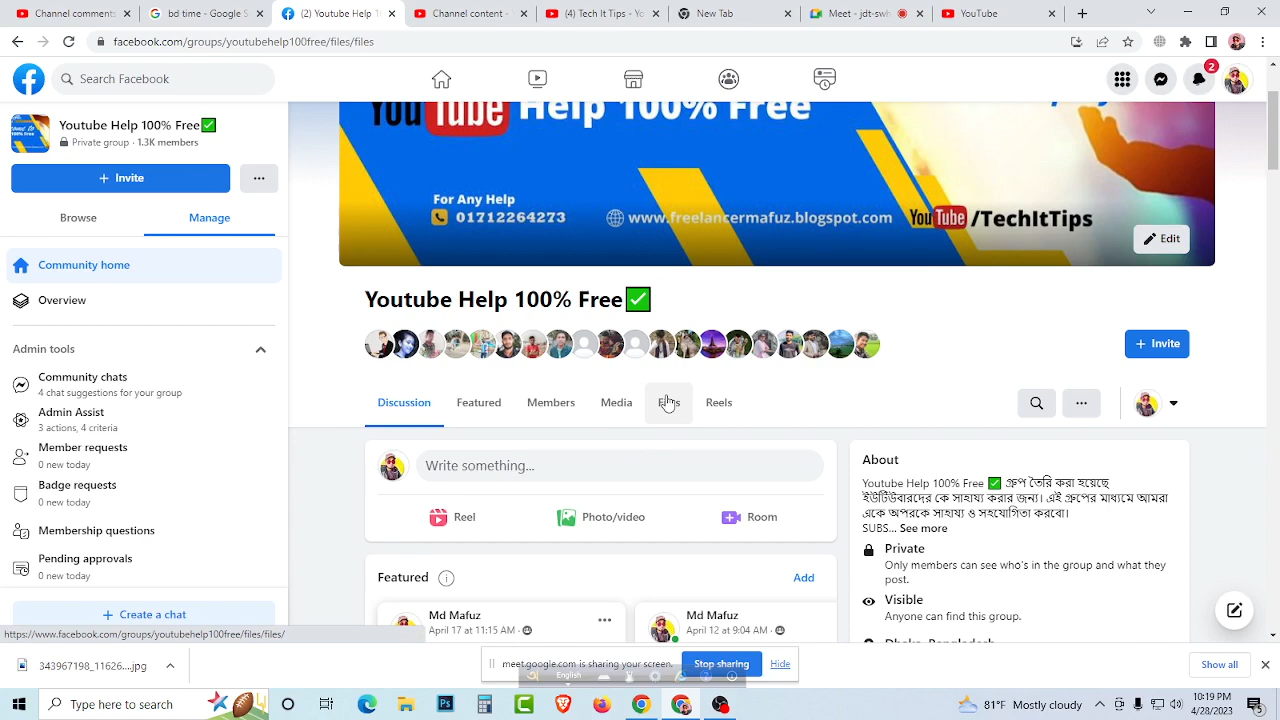 Channel content - Y
bd time - Google S
(2) Youtube Help 1
Channel content - Y
(4) Tech It Tips - Yo
New Tab
Meet - jdt-swh
YouTube
facebook.com/groups/youtubehelp100free/files/files
Search Facebook
2
Youtube Help 100% Free
Private group · 1.3K members
+ Invite
Browse
Manage
Community home
Overview
Admin tools
Community chats
4 chat suggestions for your group
Admin Assist
3 actions, 4 criteria
Member requests
0 new today
Badge requests
0 new today
Membership questions
Pending approvals
0 new today
+ Create a chat
https://www.facebook.com/groups/youtubehelp100free/files/files/
YouTube Help 100% Free
For Any Help
01712264273
www.freelancermafuz.blogspot.com
YouTube /TechItTips
Edit
Youtube Help 100% Free
+ Invite
Discussion
Featured
Members
Media
Files
Reels
Write something...
Reel
Photo/video
Room
Featured
Add
Md Mafuz
April 17 at 11:15 AM
Md Mafuz
April 12 at 9:04 AM
About
Youtube Help 100% Free ✅ গ্রুপ তৈরি করা হয়েছে
ইউটিউবারদের কে সাহায্য করার জন্য। এই গ্রুপের মাধ্যমে আমরা
একে অপরকে সাহায্য ও সহযোগিতা করবো।
SUBS... See more
Private
Only members can see who's in the group and what they
post.
Visible
Anyone can find this group.
Dhaka, Bangladesh
343967198_11626....jpg
meet.google.com is sharing your screen.
Stop sharing
Hide
English
Show all
Type here to search
81°F Mostly cloudy
10:19 PM
4/28/2023
5